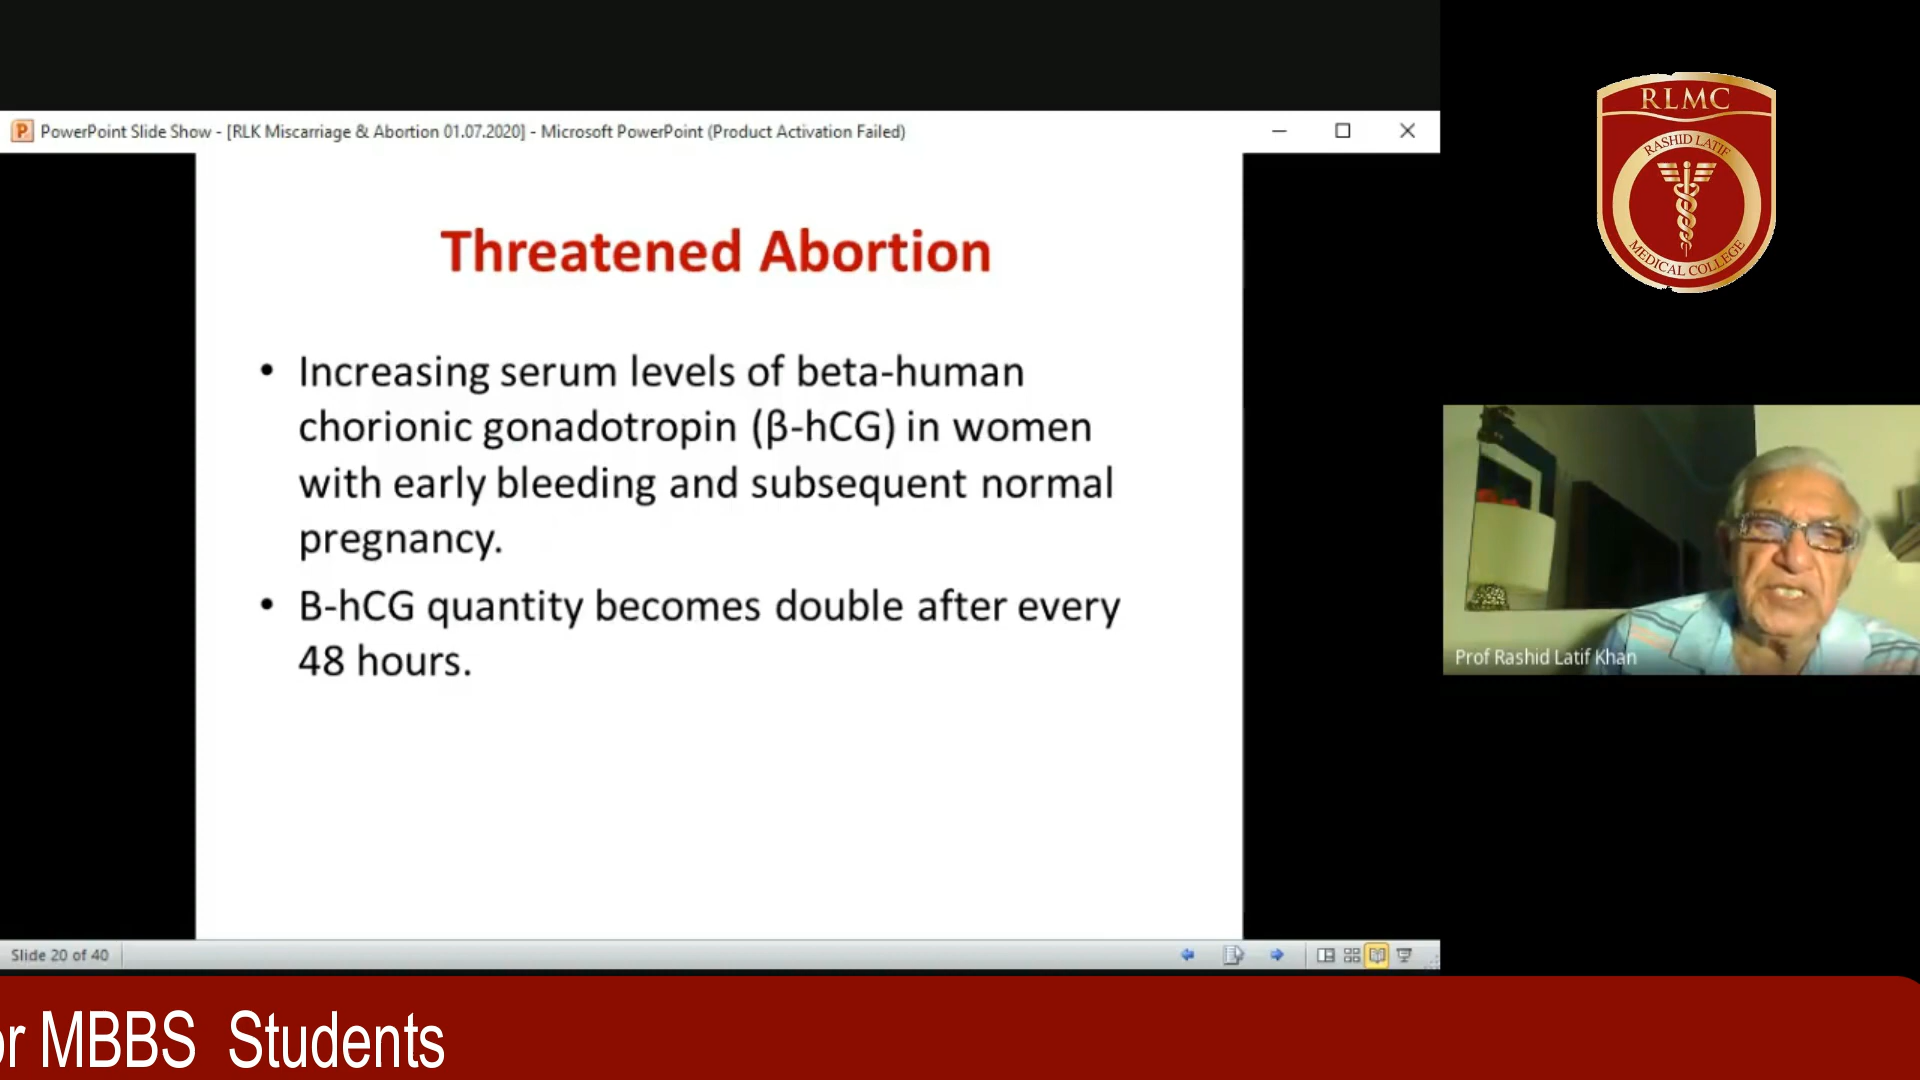 PowerPoint Slide Show - [RLK Miscarriage & Abortion 01.07.2020] - Microsoft PowerPoint (Product Activation Failed)
RLMC
RASHID LATIF
MEDICAL COLLEGE
Threatened Abortion
• Increasing serum levels of beta-human
chorionic gonadotropin (β-hCG) in women
with early bleeding and subsequent normal
pregnancy.
• B-hCG quantity becomes double after every
48 hours.
Prof Rashid Latif Khan
Slide 20 of 40
or MBBS Students